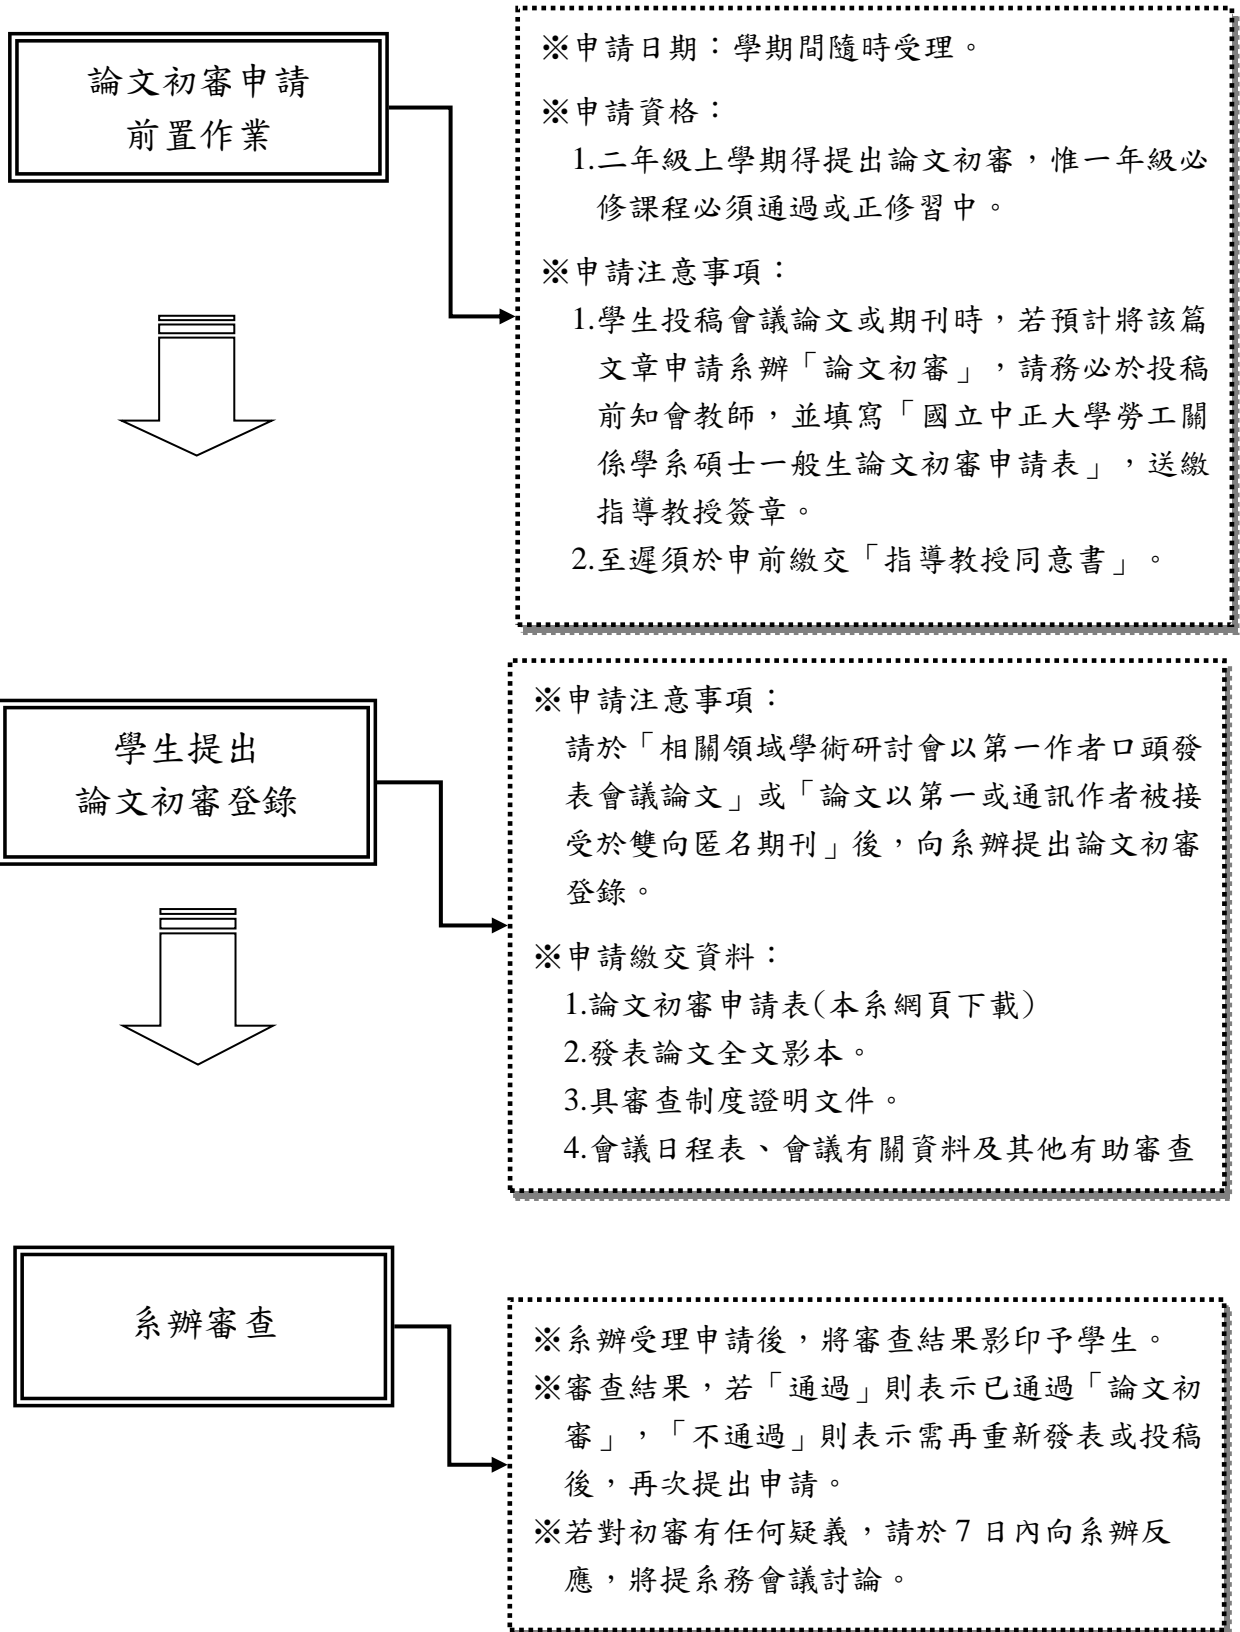 論文初審申請
前置作業
※申請日期：學期間隨時受理。
※申請資格：
1.二年級上學期得提出論文初審，惟一年級必
修課程必須通過或正修習中。
※申請注意事項：
1.學生投稿會議論文或期刊時，若預計將該篇
文章申請系辦「論文初審」，請務必於投稿
前知會教師，並填寫「國立中正大學勞工關
係學系碩士一般生論文初審申請表」，送繳
指導教授簽章。
2.至遲須於申前繳交「指導教授同意書」。
學生提出
論文初審登錄
※申請注意事項：
請於「相關領域學術研討會以第一作者口頭發
表會議論文」或「論文以第一或通訊作者被接
受於雙向匿名期刊」後，向系辦提出論文初審
登錄。
※申請繳交資料：
1.論文初審申請表(本系網頁下載)
2.發表論文全文影本。
3.具審查制度證明文件。
4.會議日程表、會議有關資料及其他有助審查
系辦審查
※系辦受理申請後，將審查結果影印予學生。
※審查結果，若「通過」則表示已通過「論文初
審」，「不通過」則表示需再重新發表或投稿
後，再次提出申請。
※若對初審有任何疑義，請於 7 日內向系辦反
應，將提系務會議討論。